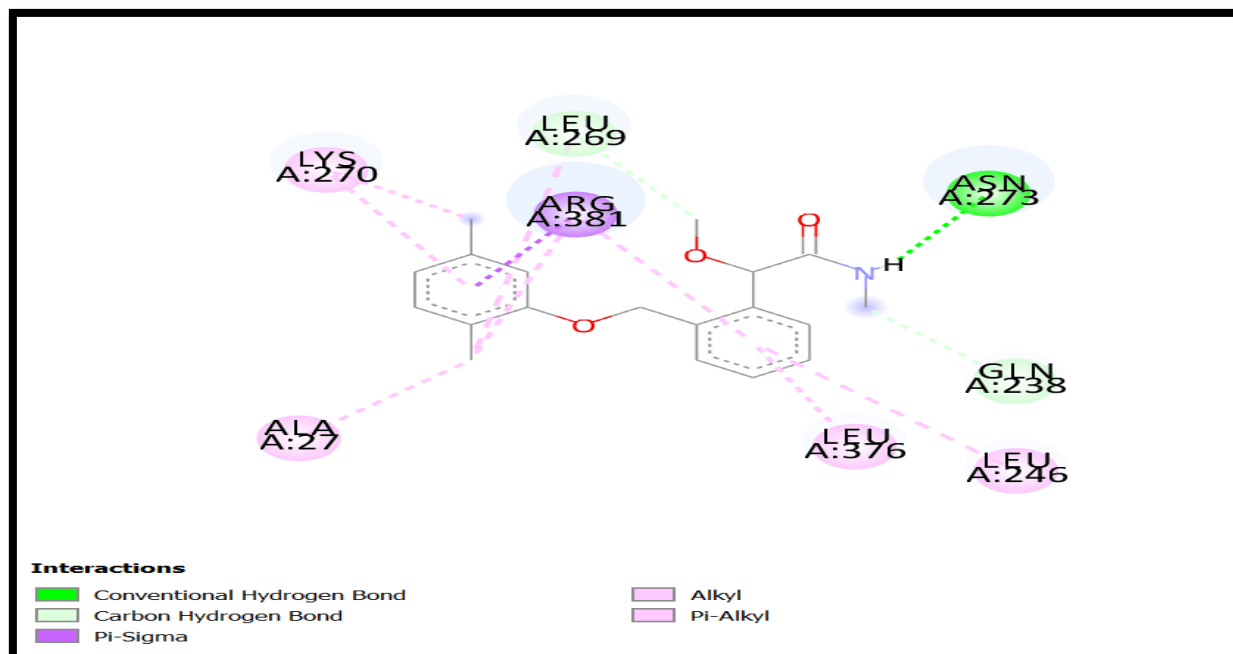 LEU
A:269
LYS
A:270
ASN
A:273
ARG
A:381
O
O
N
H
O
GLN
A:238
ALA
A:27
LEU
A:376
LEU
A:246
Interactions
Conventional Hydrogen Bond
Carbon Hydrogen Bond
Pi-Sigma
Alkyl
Pi-Alkyl